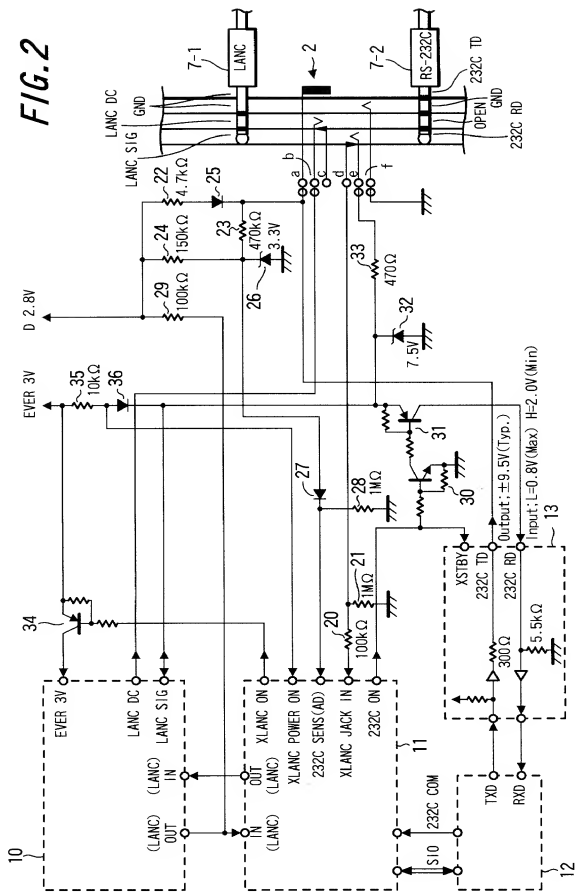 FIG.2
7-1
LANC
2
7-2
RS-232C
LANC DC
GND
LANC SIG
232C TD
GND
OPEN
232C RD
a
b
c
d
e
f
22
4.7kΩ
25
24
150kΩ
23
470kΩ
3.3V
26
29
100kΩ
33
470Ω
32
7.5V
D 2.8V
EVER 3V
35
10kΩ
36
27
28
1MΩ
31
30
34
20
100kΩ
21
1MΩ
Output;±9.5V(Typ.)
Input;L=0.8V(Max) H=2.0V(Min)
13
XSTBY
232C TD
232C RD
300Ω
5.5kΩ
EVER 3V
LANC DC
LANC SIG
(LANC)
IN
(LANC)
OUT
10
XLANC ON
XLANC POWER ON
232C SENS(AD)
XLANC JACK IN
232C ON
OUT
(LANC)
IN
(LANC)
11
232C COM
SIO
TXD
RXD
12